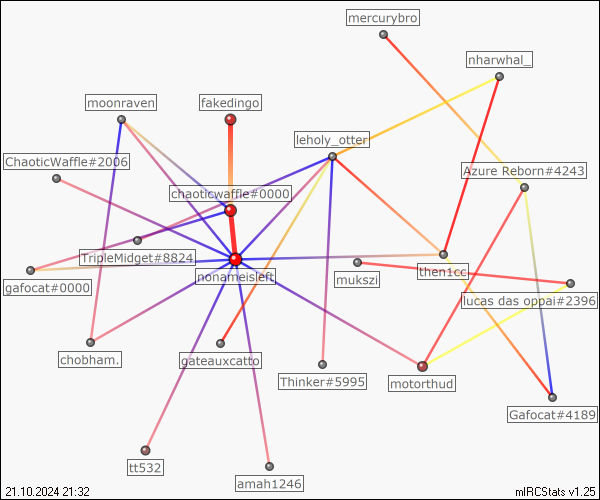 mercurybro
nharwhal_
moonraven
fakedingo
leholy_otter
ChaoticWaffle#2006
Azure Reborn#4243
chaoticwaffle#0000
TripleMidget#8824
nonameisleft
then1cc
gafocat#0000
mukszi
lucas das oppai#2396
chobham.
gateauxcatto
Thinker#5995
motorthud
Gafocat#4189
tt532
amah1246
21.10.2024 21:32
mIRCStats v1.25